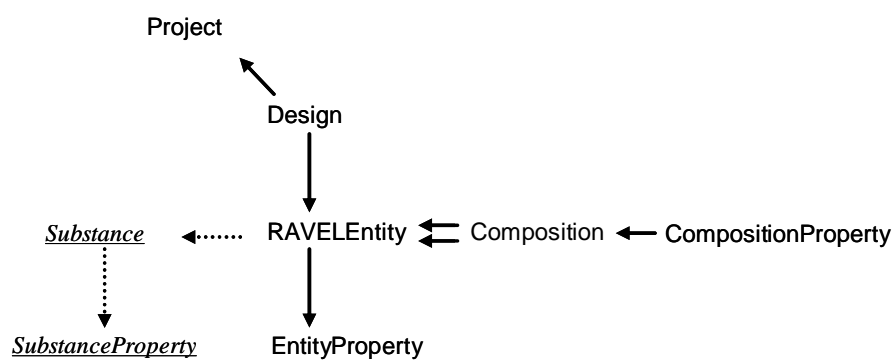 Project
Design
Substance RAVELEntity Composition CompositionProperty
SubstanceProperty EntityProperty